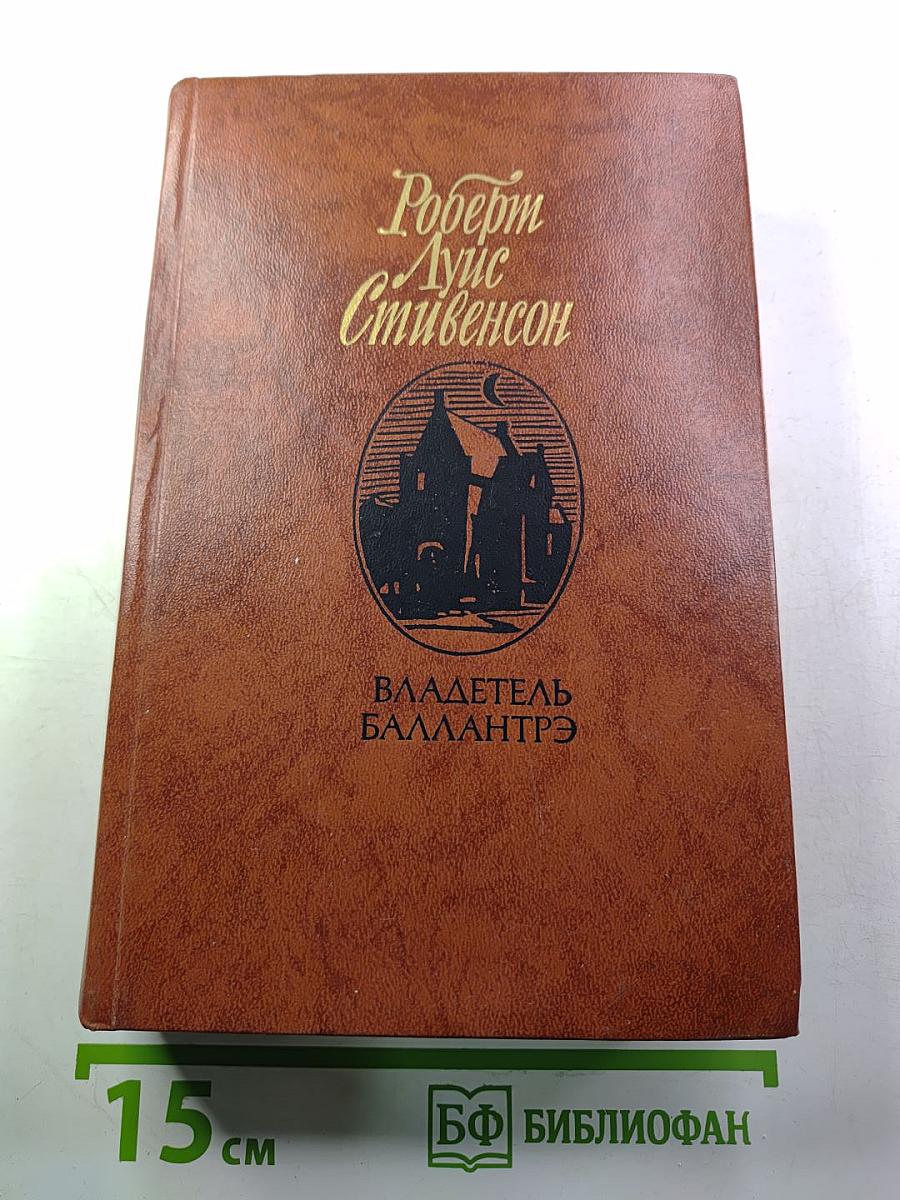 Роберт
Луис
Стивенсон
ВЛАДЕТЕЛЬ
БАЛЛАНТРЭ
15 см
БФ БИБЛИОФАН